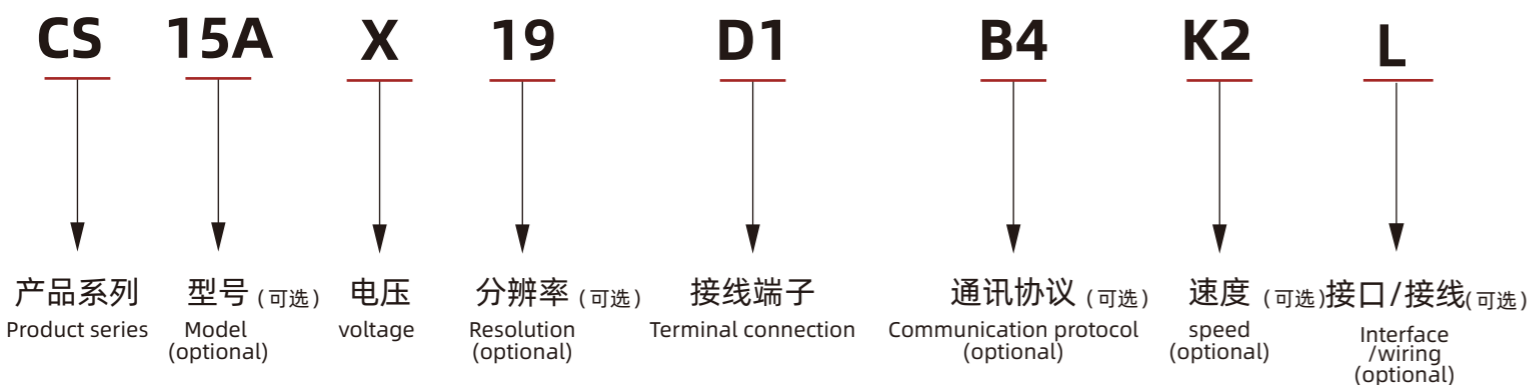 CS 15A X 19 D1 B4 K2 L
产品系列 型号 (可选) 电压 分辨率 (可选) 接线端子 通讯协议 (可选) 速度 (可选) 接口/接线 (可选)
Product series Model voltage Resolution Terminal connection Communication protocol speed Interface
(optional) (optional) (optional) (optional) /wiring
(optional)